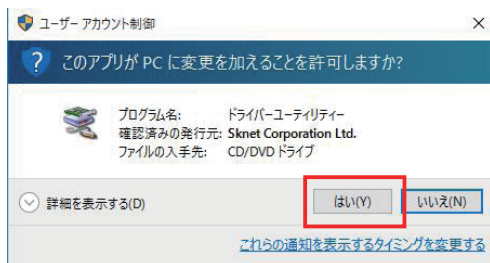 ユーザー アカウント制御
このアプリが PC に変更を加えることを許可しますか?
プログラム名: ドライバーユーティリティー
確認済みの発行元: Sknet Corporation Ltd.
ファイルの入手先: CD/DVD ドライブ
詳細を表示する(D) はい(Y) いいえ(N)
これらの通知を表示するタイミングを変更する